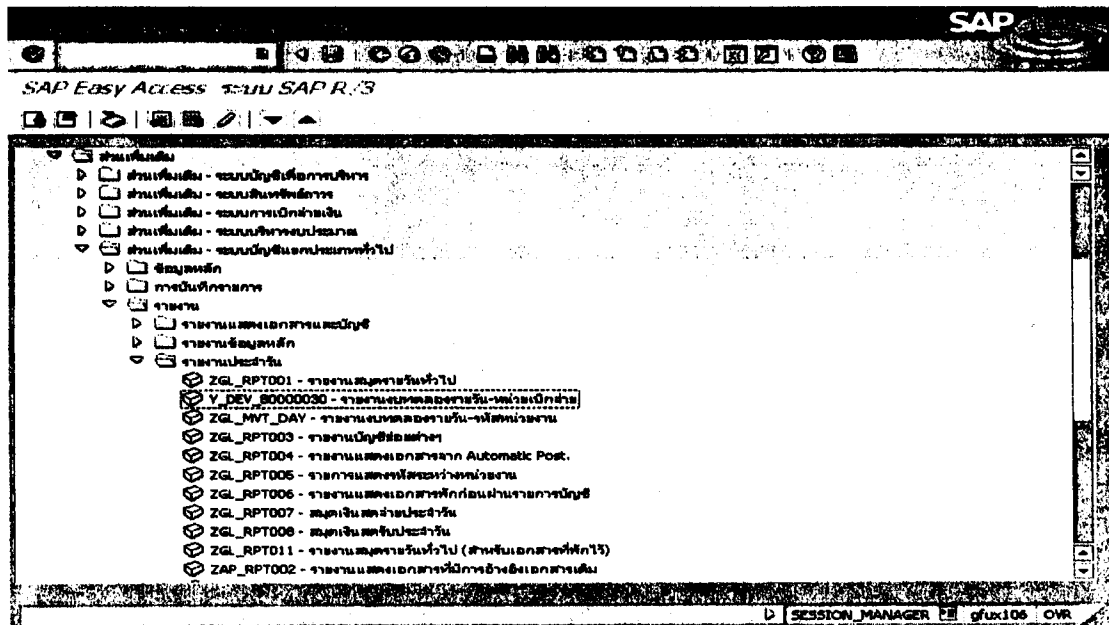 SAP
SAP Easy Access ระบบ SAP R/3
ส่วนเพิ่มเติม
ส่วนเพิ่มเติม - ระบบบัญชีเพื่อการบริหาร
ส่วนเพิ่มเติม - ระบบสินทรัพย์ถาวร
ส่วนเพิ่มเติม - ระบบการเบิกจ่ายเงิน
ส่วนเพิ่มเติม - ระบบบริหารงบประมาณ
ส่วนเพิ่มเติม - ระบบบัญชีแยกประเภททั่วไป
ข้อมูลหลัก
การบันทึกรายการ
รายงาน
รายงานแสดงเอกสารและบัญชี
รายงานข้อมูลหลัก
รายงานประจำวัน
ZGL_RPT001 - รายงานสมุดรายวันทั่วไป
Y_DEV_80000030 - รายงานงบทดลองรายวัน-หน่วยเบิกจ่าย
ZGL_MVT_DAY - รายงานงบทดลองรายวัน-รหัสหน่วยงาน
ZGL_RPT003 - รายงานบัญชีย่อยต่างๆ
ZGL_RPT004 - รายงานแสดงเอกสารจาก Automatic Post.
ZGL_RPT005 - รายการแสดงรหัสระหว่างหน่วยงาน
ZGL_RPT006 - รายงานแสดงเอกสารพักก่อนผ่านรายการบัญชี
ZGL_RPT007 - สมุดเงินสดจ่ายประจำวัน
ZGL_RPT008 - สมุดเงินสดรับประจำวัน
ZGL_RPT011 - รายงานสมุดรายวันทั่วไป (สำหรับเอกสารที่พักไว้)
ZAP_RPT002 - รายงานแสดงเอกสารที่มีการอ้างอิงเอกสารเดิม
SESSION_MANAGER gfux106 OVR